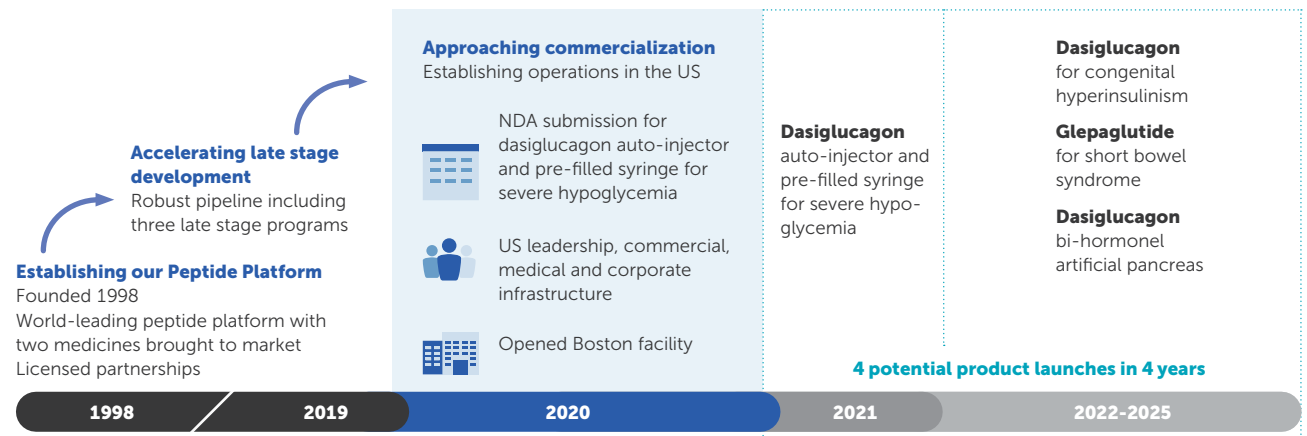 Establishing our Peptide Platform
Founded 1998
World-leading peptide platform with
two medicines brought to market
Licensed partnerships
Accelerating late stage
development
Robust pipeline including
three late stage programs
Approaching commercialization
Establishing operations in the US
NDA submission for
dasiglucagon auto-injector
and pre-filled syringe for
severe hypoglycemia
US leadership, commercial,
medical and corporate
infrastructure
Opened Boston facility
Dasiglucagon
auto-injector and
pre-filled syringe
for severe hypo-
glycemia
Dasiglucagon
for congenital
hyperinsulinism
Glepaglutide
for short bowel
syndrome
Dasiglucagon
bi-hormonel
artificial pancreas
4 potential product launches in 4 years
1998
2019
2020
2021
2022-2025